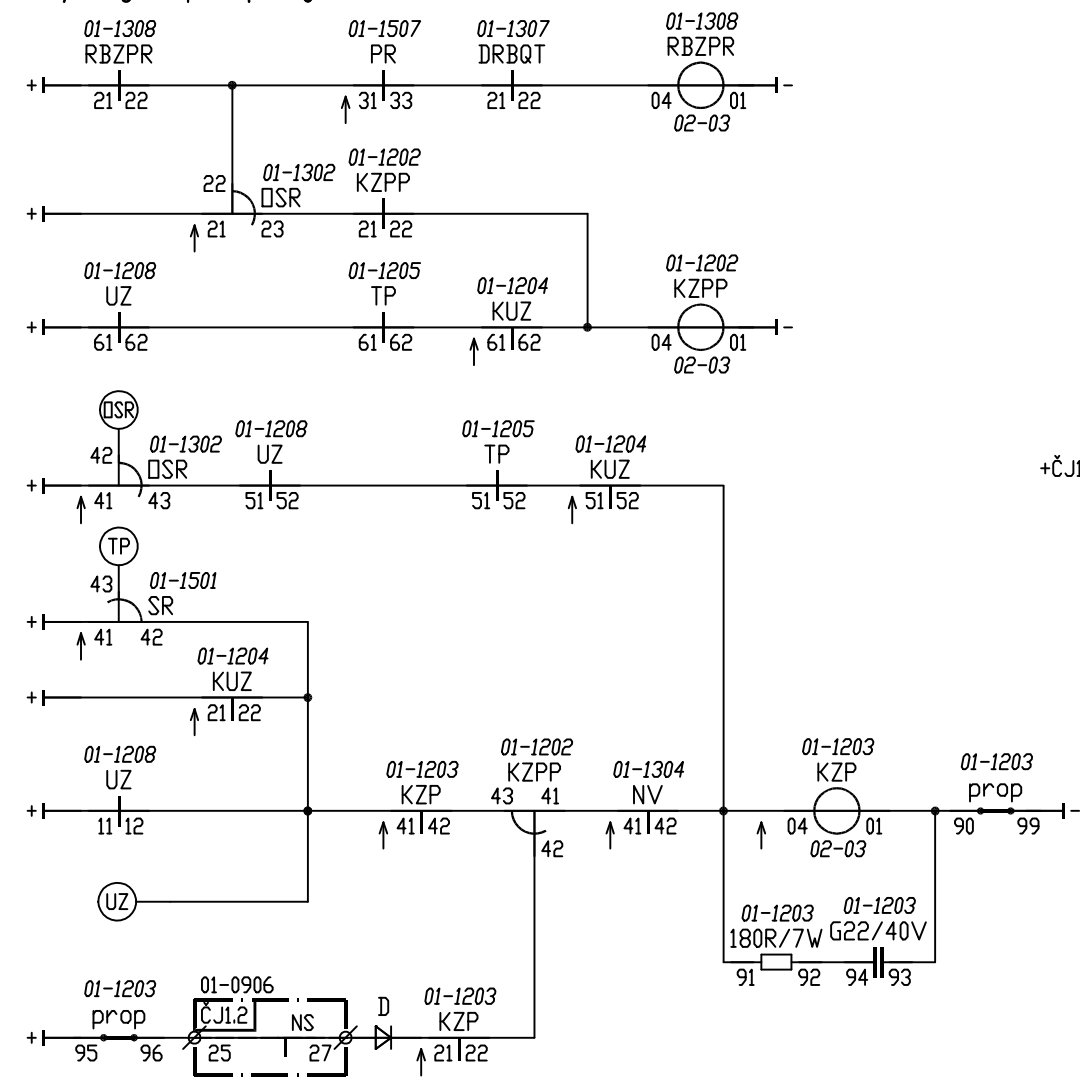 01-1308 01-1507 01-1307 01-1308
RBZPR PR DRBQT RBZPR
+ 21 22 31 33 21 22 04 01 -
02-03
01-1302 01-1202
22 OSR KZPP
+ 21 23 21 22
01-1208 01-1205 01-1204 01-1202
UZ TP KUZ KZPP
+ 61 62 61 62 61 62 04 01 -
02-03
OSR
01-1302 01-1208 01-1205 01-1204
42 OSR UZ TP KUZ
+ČJ1
+ 41 43 51 52 51 52 51 52
TP
43 01-1501
SR
+ 41 42
01-1204
KUZ
+ 21 22
01-1208 01-1203 01-1202 01-1304 01-1203 01-1203
UZ KZP KZPP NV KZP prop
43 41
+ 11 12 41 42 42 41 42 04 01 90 99 -
02-03
UZ
01-1203 01-1203
180R/7W G22/40V
91 92 94 93
01-1203 01-0906 01-1203
prop ČJ1.2 NS D KZP
+ 95 96 25 27 21 22